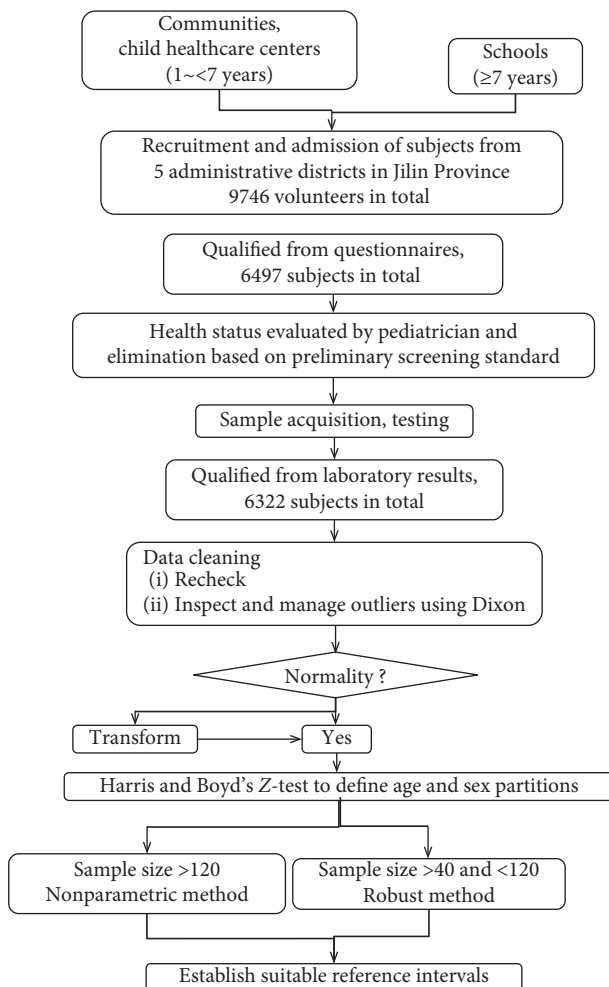 Communities,
child healthcare centers
(1~<7 years)
Schools
(≥7 years)
Recruitment and admission of subjects from
5 administrative districts in Jilin Province
9746 volunteers in total
Qualified from questionnaires,
6497 subjects in total
Health status evaluated by pediatrician and
elimination based on preliminary screening standard
Sample acquisition, testing
Qualified from laboratory results,
6322 subjects in total
Data cleaning
(i) Recheck
(ii) Inspect and manage outliers using Dixon
Normality ?
Transform
Yes
Harris and Boyd's Z-test to define age and sex partitions
Sample size >120
Nonparametric method
Sample size >40 and <120
Robust method
Establish suitable reference intervals